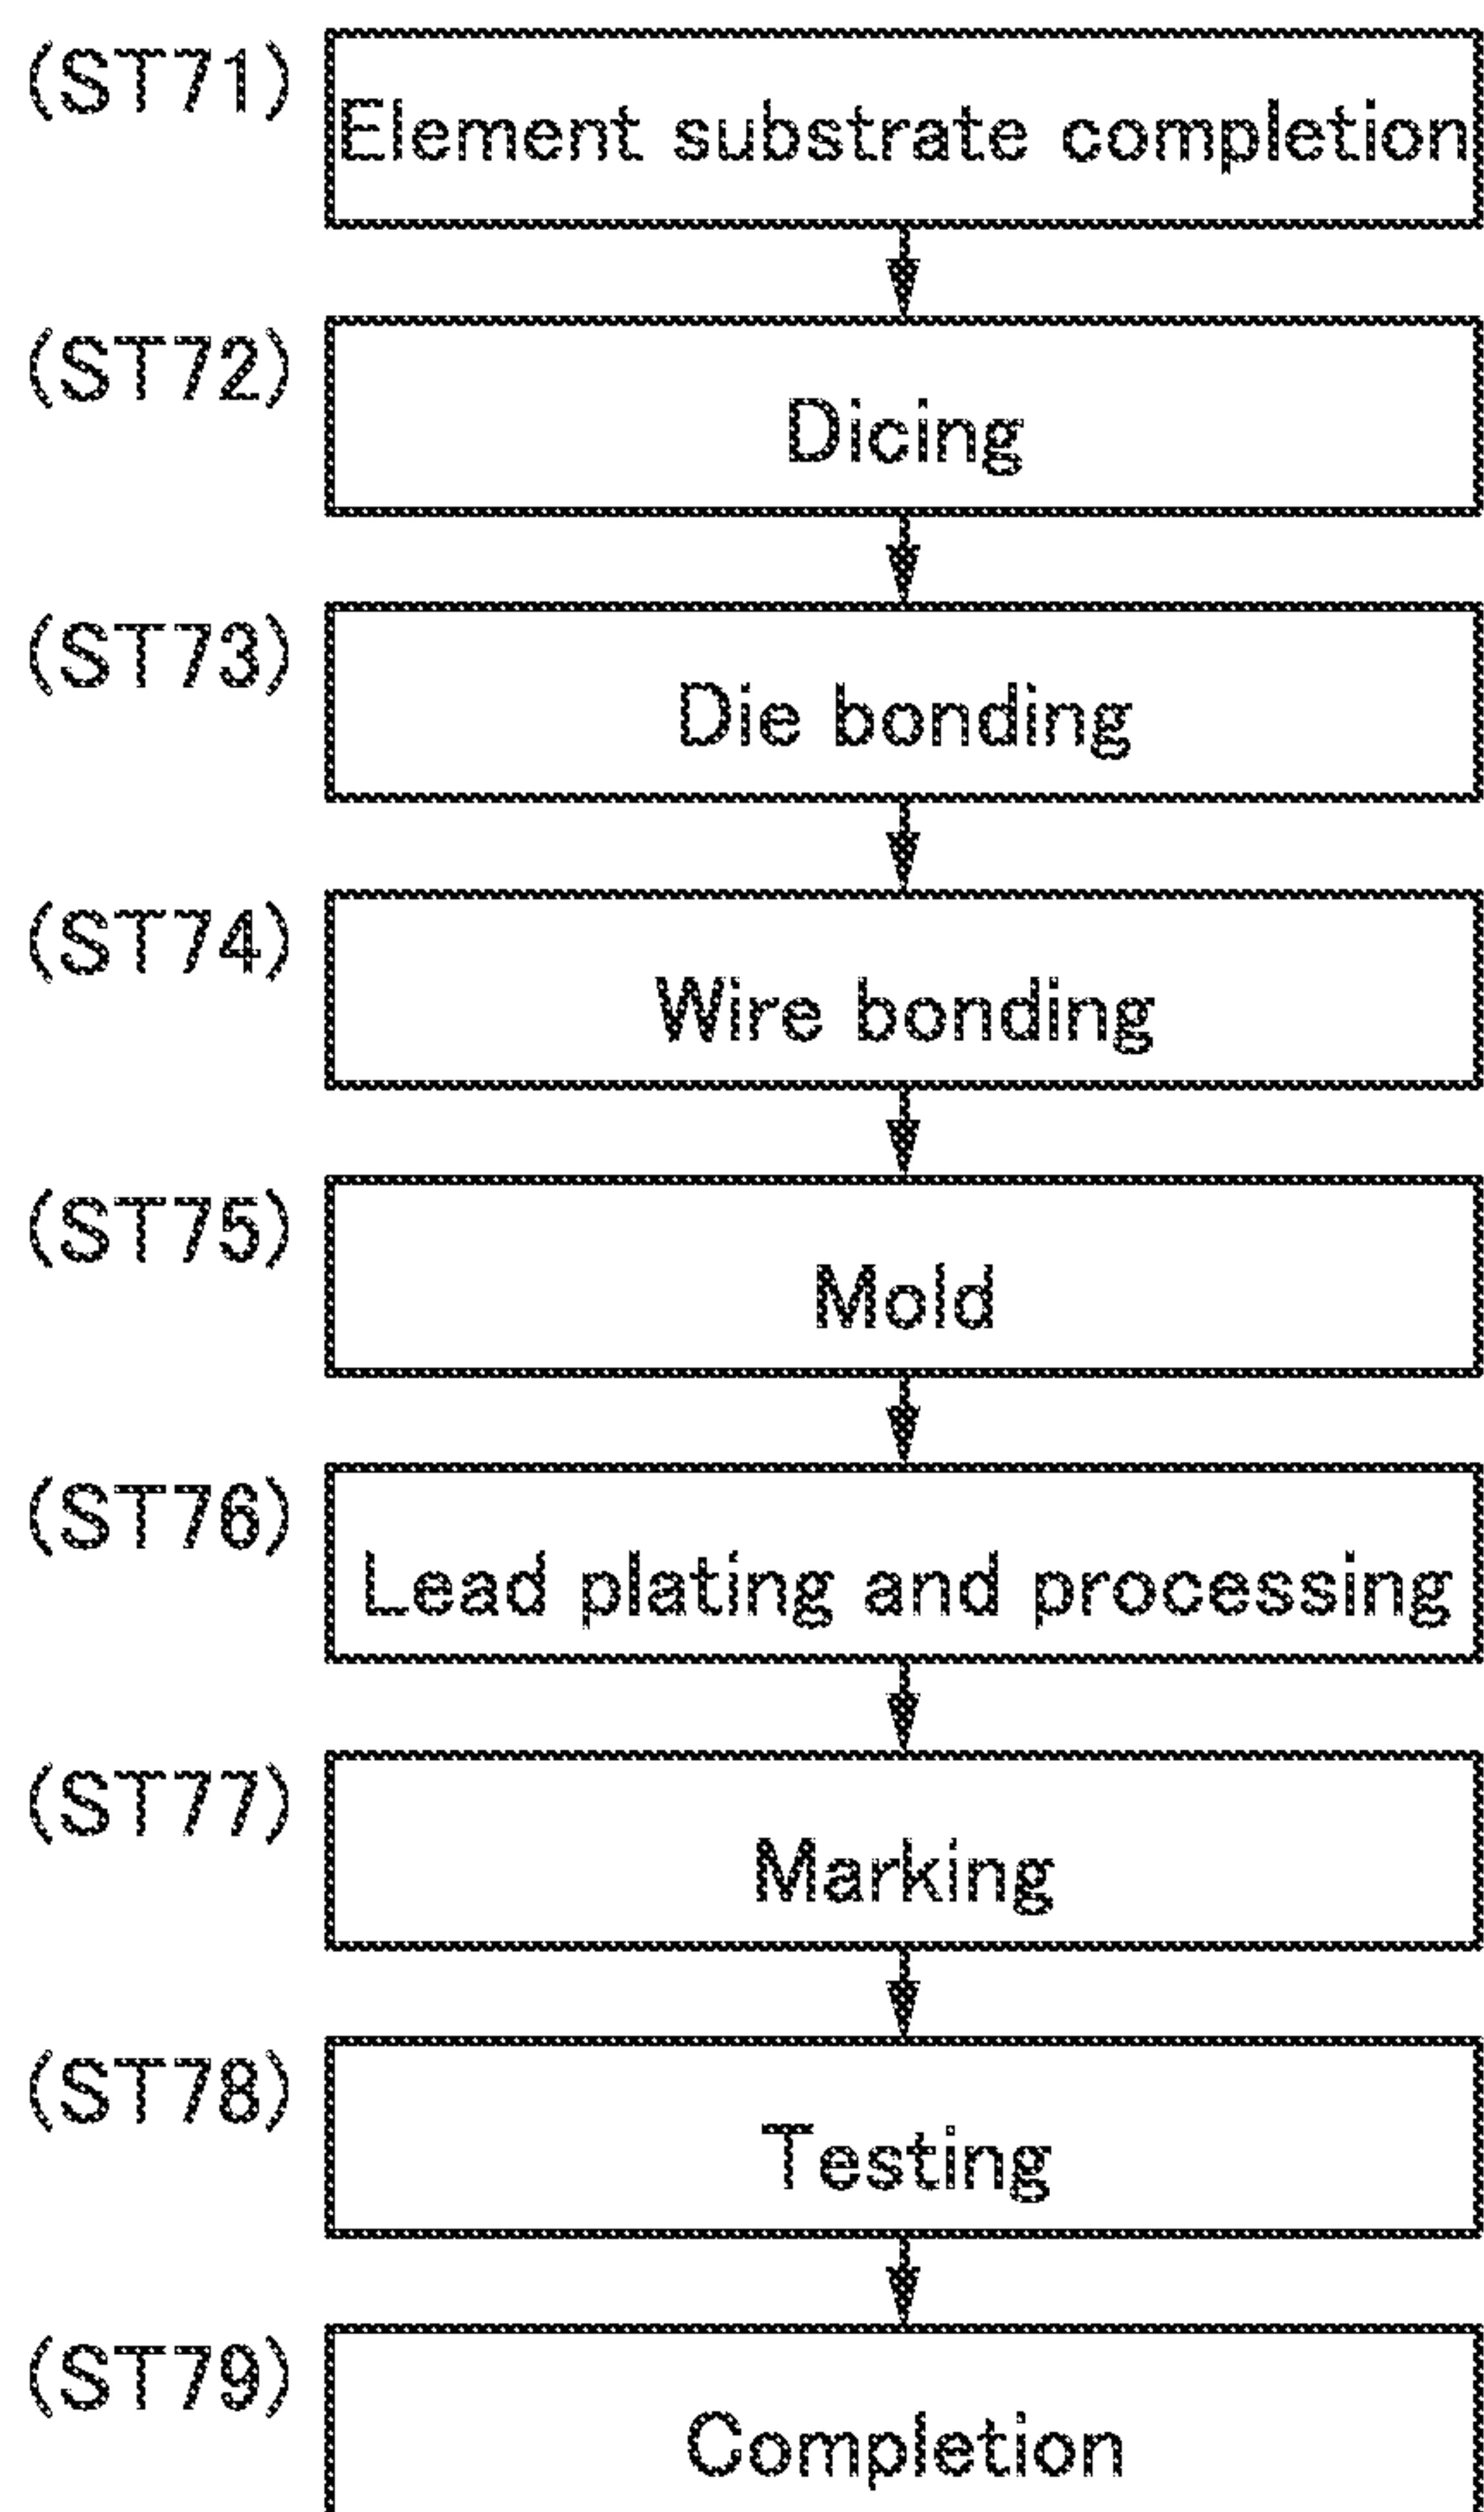 (ST71) Element substrate completion
(ST72) Dicing
(ST73) Die bonding
(ST74) Wire bonding
(ST75) Mold
(ST76) Lead plating and processing
(ST77) Marking
(ST78) Testing
(ST79) Completion